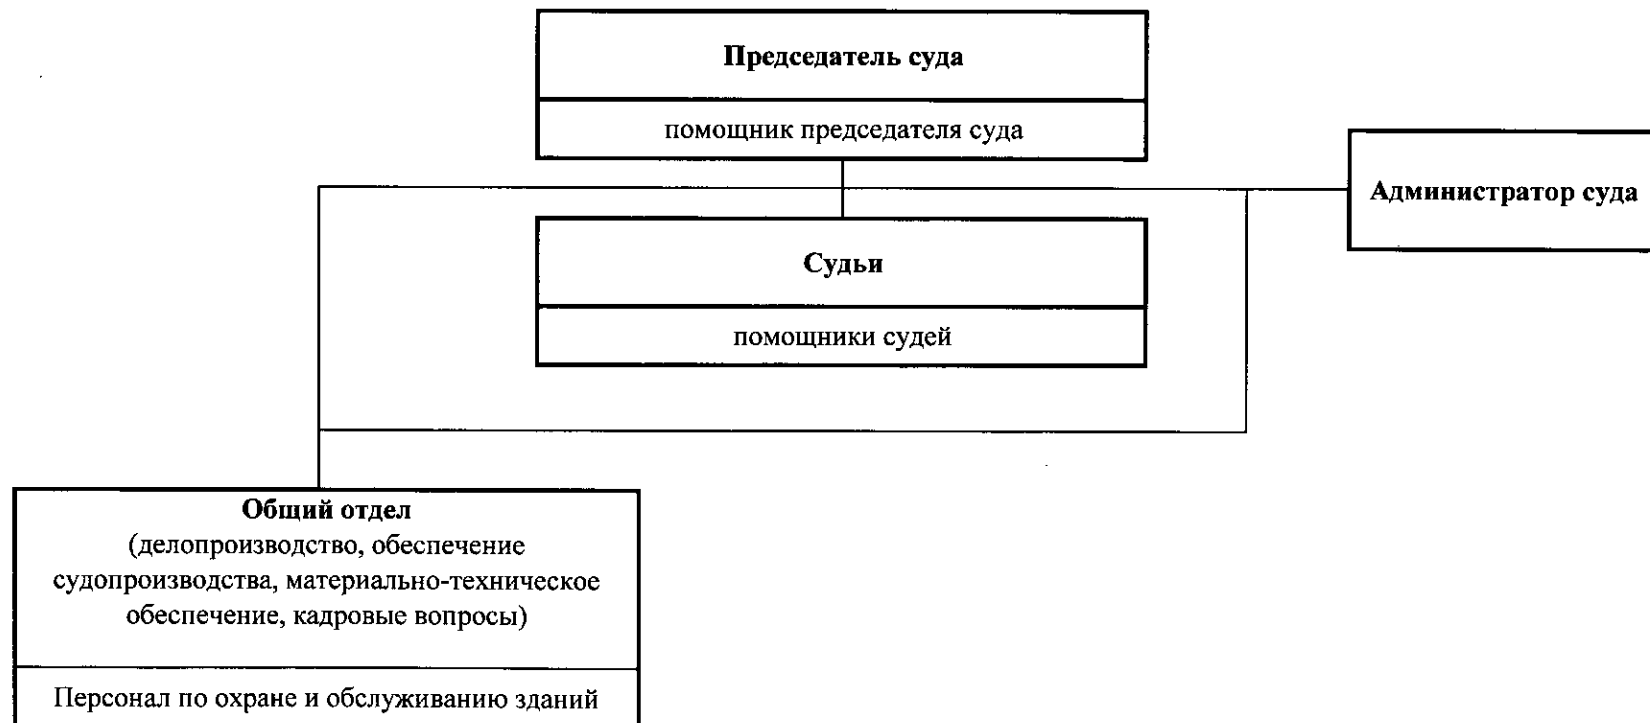 Председатель суда
помощник председателя суда
Администратор суда
Судьи
помощники судей
Общий отдел
(делопроизводство, обеспечение
судопроизводства, материально-техническое
обеспечение, кадровые вопросы)
Персонал по охране и обслуживанию зданий